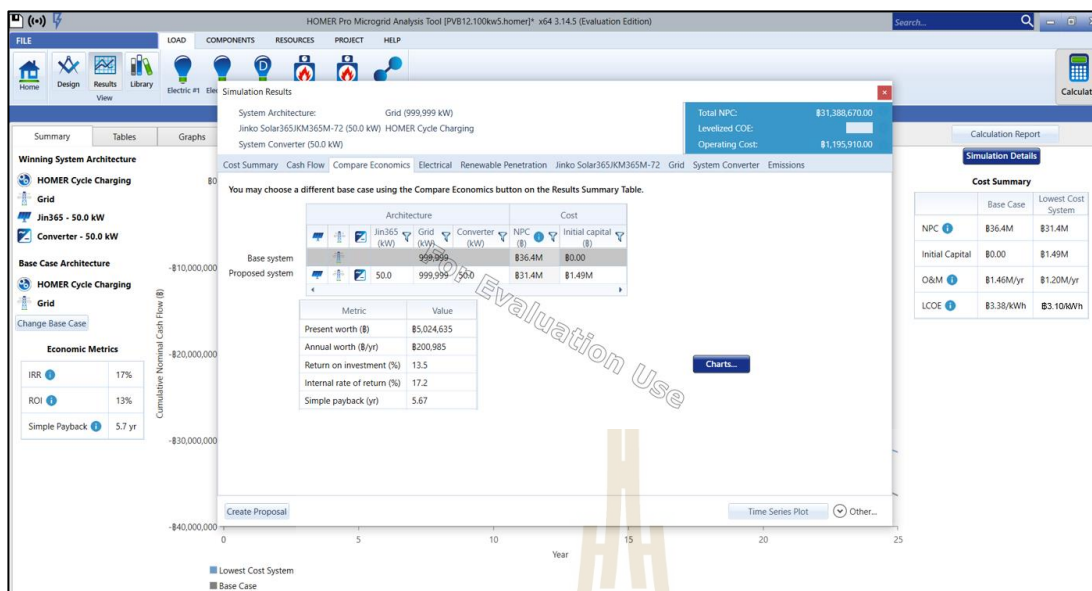 HOMER Pro Microgrid Analysis Tool [PVB12.100kw5.homer]* x64 3.14.5 (Evaluation Edition)
Search...
FILE
LOAD COMPONENTS RESOURCES PROJECT HELP
Home
Design
Results
Library
View
Electric #1
Calculate
Summary Tables Graphs
Calculation Report
Simulation Details
Winning System Architecture
HOMER Cycle Charging
Grid
Jin365 - 50.0 kW
Converter - 50.0 kW
Base Case Architecture
HOMER Cycle Charging
Grid
Change Base Case
Economic Metrics
IRR 17%
ROI 13%
Simple Payback 5.7 yr
Cumulative Nominal Cash Flow (฿)
฿0
-฿10,000,000
-฿20,000,000
-฿30,000,000
-฿40,000,000
0 5 10 15 20 25
Year
Lowest Cost System
Base Case
Simulation Results
System Architecture: Grid (999,999 kW)
Jinko Solar365JKM365M-72 (50.0 kW) HOMER Cycle Charging
System Converter (50.0 kW)
Total NPC: ฿31,388,670.00
Levelized COE:
Operating Cost: ฿1,195,910.00
Cost Summary Cash Flow Compare Economics Electrical Renewable Penetration Jinko Solar365JKM365M-72 Grid System Converter Emissions
You may choose a different base case using the Compare Economics button on the Results Summary Table.
Architecture Cost
Jin365 (kW) Grid (kW) Converter (kW) NPC (฿) Initial capital (฿)
Base system 999,999 ฿36.4M ฿0.00
Proposed system 50.0 999,999 50.0 ฿31.4M ฿1.49M
Metric Value
Present worth (฿) ฿5,024,635
Annual worth (฿/yr) ฿200,985
Return on investment (%) 13.5
Internal rate of return (%) 17.2
Simple payback (yr) 5.67
For Evaluation Use
Charts...
Create Proposal
Time Series Plot
Other...
Cost Summary
Base Case Lowest Cost System
NPC ฿36.4M ฿31.4M
Initial Capital ฿0.00 ฿1.49M
O&M ฿1.46M/yr ฿1.20M/yr
LCOE ฿3.38/kWh ฿3.10/kWh